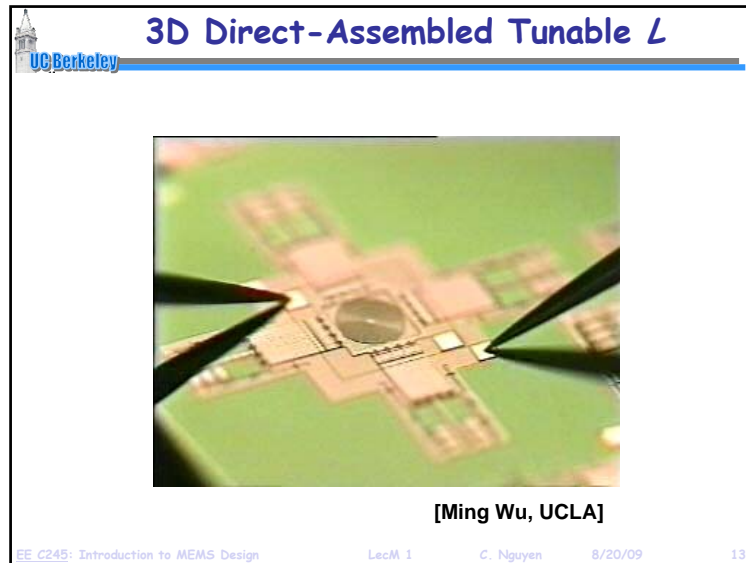 3D Direct-Assembled Tunable L
UC Berkeley
[Ming Wu, UCLA]
EE C245: Introduction to MEMS Design LecM 1 C. Nguyen 8/20/09 13